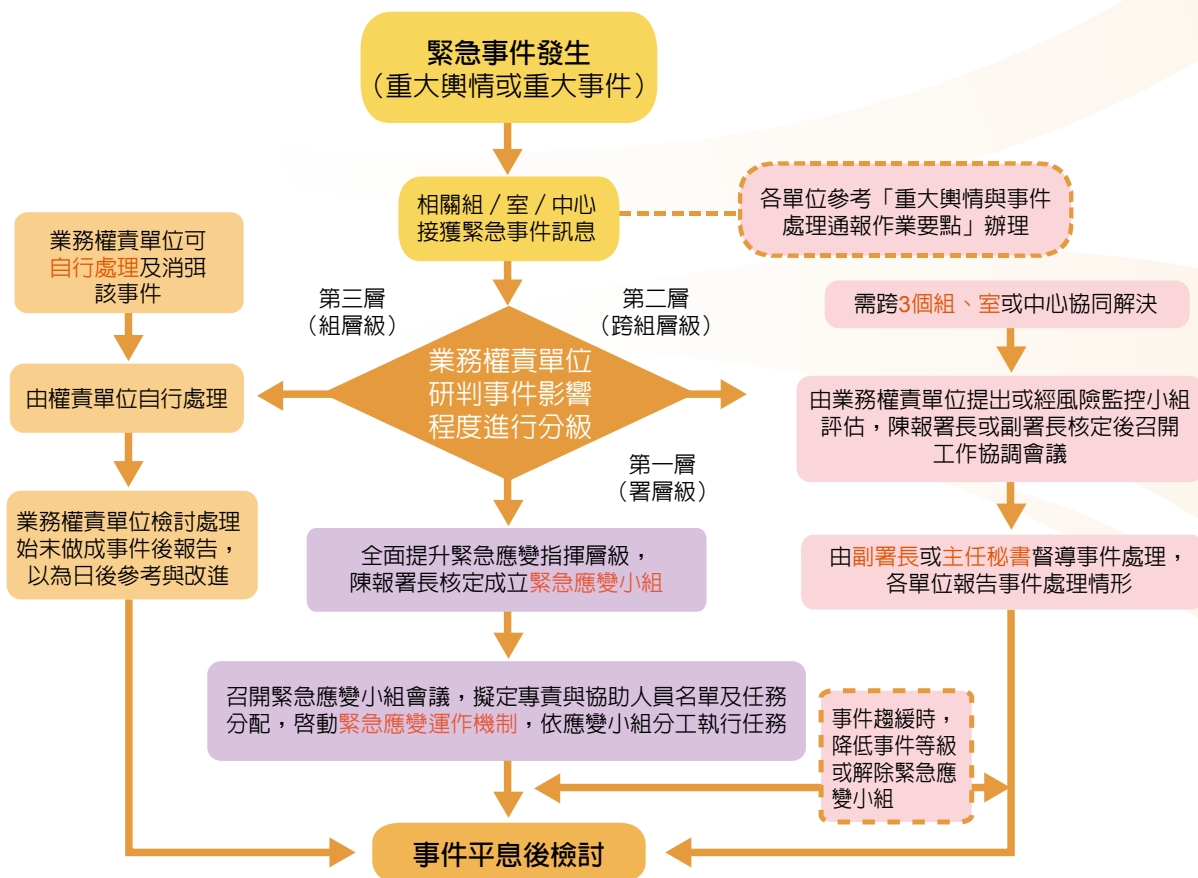 緊急事件發生
（重大輿情或重大事件）
相關組／室／中心
接獲緊急事件訊息
各單位參考「重大輿情與事件
處理通報作業要點」辦理
業務權責單位可
自行處理及消弭
該事件
第三層
（組層級）
第二層
（跨組層級）
需跨3個組、室或中心協同解決
業務權責單位
研判事件影響
程度進行分級
由權責單位自行處理
由業務權責單位提出或經風險監控小組
評估，陳報署長或副署長核定後召開
工作協調會議
第一層
（署層級）
業務權責單位檢討處理
始末做成事件後報告，
以為日後參考與改進
全面提升緊急應變指揮層級，
陳報署長核定成立緊急應變小組
由副署長或主任秘書督導事件處理，
各單位報告事件處理情形
召開緊急應變小組會議，擬定專責與協助人員名單及任務
分配，啓動緊急應變運作機制，依應變小組分工執行任務
事件趨緩時，
降低事件等級
或解除緊急應
變小組
事件平息後檢討